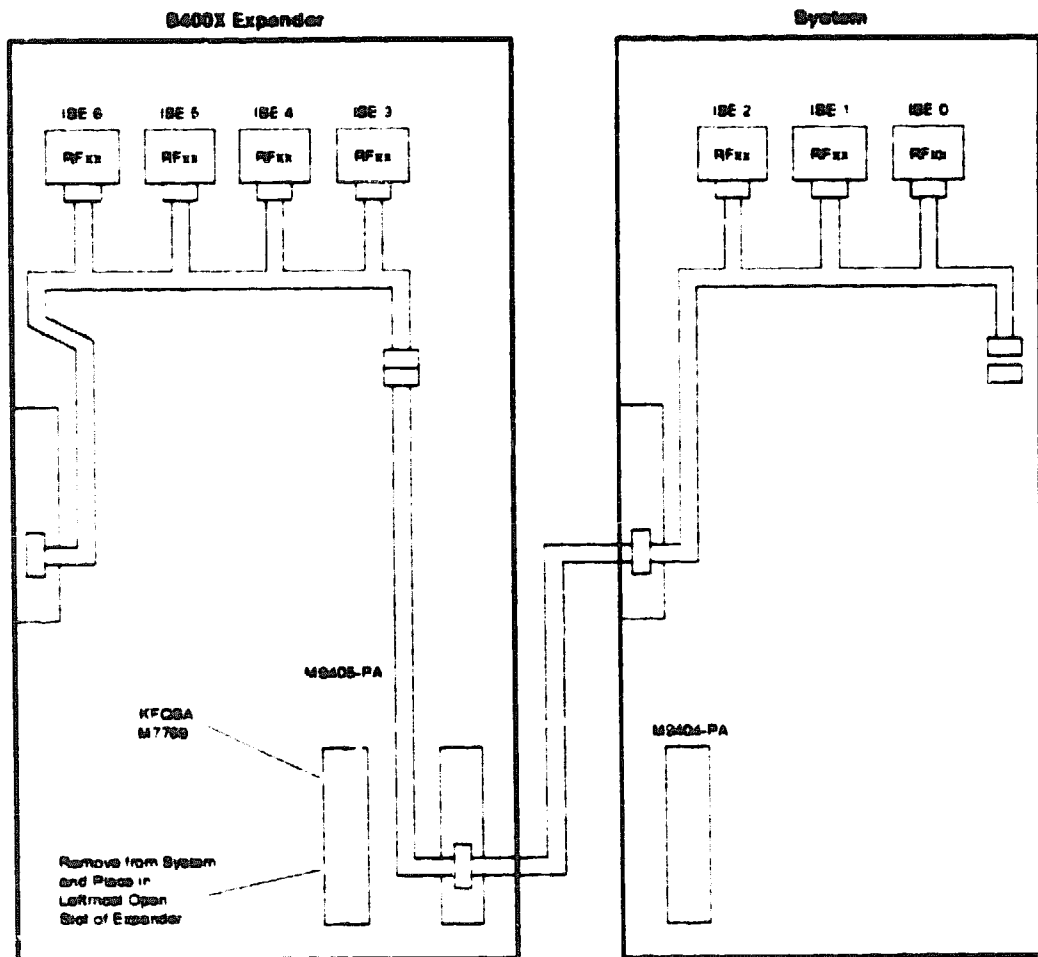 B400X Expander
System
ISE 6
ISE 5
ISE 4
ISE 3
ISE 2
ISE 1
ISE 0
RFxx
RFxx
RFxx
RFxx
RFxx
RFxx
RFxx
M9405-PA
KFQSA
M7769
M9404-PA
Remove from System
and Place in
Leftmost Open
Slot of Expander